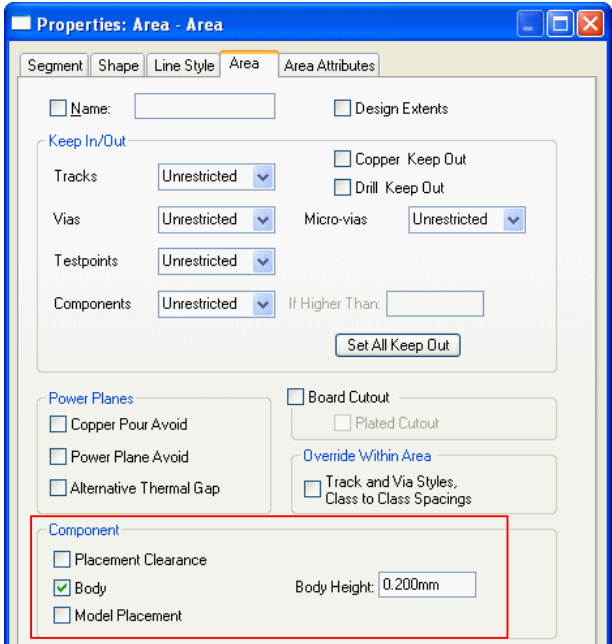 Properties: Area - Area
Segment Shape Line Style Area Area Attributes
Name: Design Extents
Keep In/Out
Copper Keep Out
Tracks Unrestricted
Drill Keep Out
Vias Unrestricted Micro-vias Unrestricted
Testpoints Unrestricted
Components Unrestricted If Higher Than:
Set All Keep Out
Power Planes
Board Cutout
Copper Pour Avoid
Plated Cutout
Power Plane Avoid
Override Within Area
Alternative Thermal Gap
Track and Via Styles,
Class to Class Spacings
Component
Placement Clearance
Body Body Height: 0.200mm
Model Placement